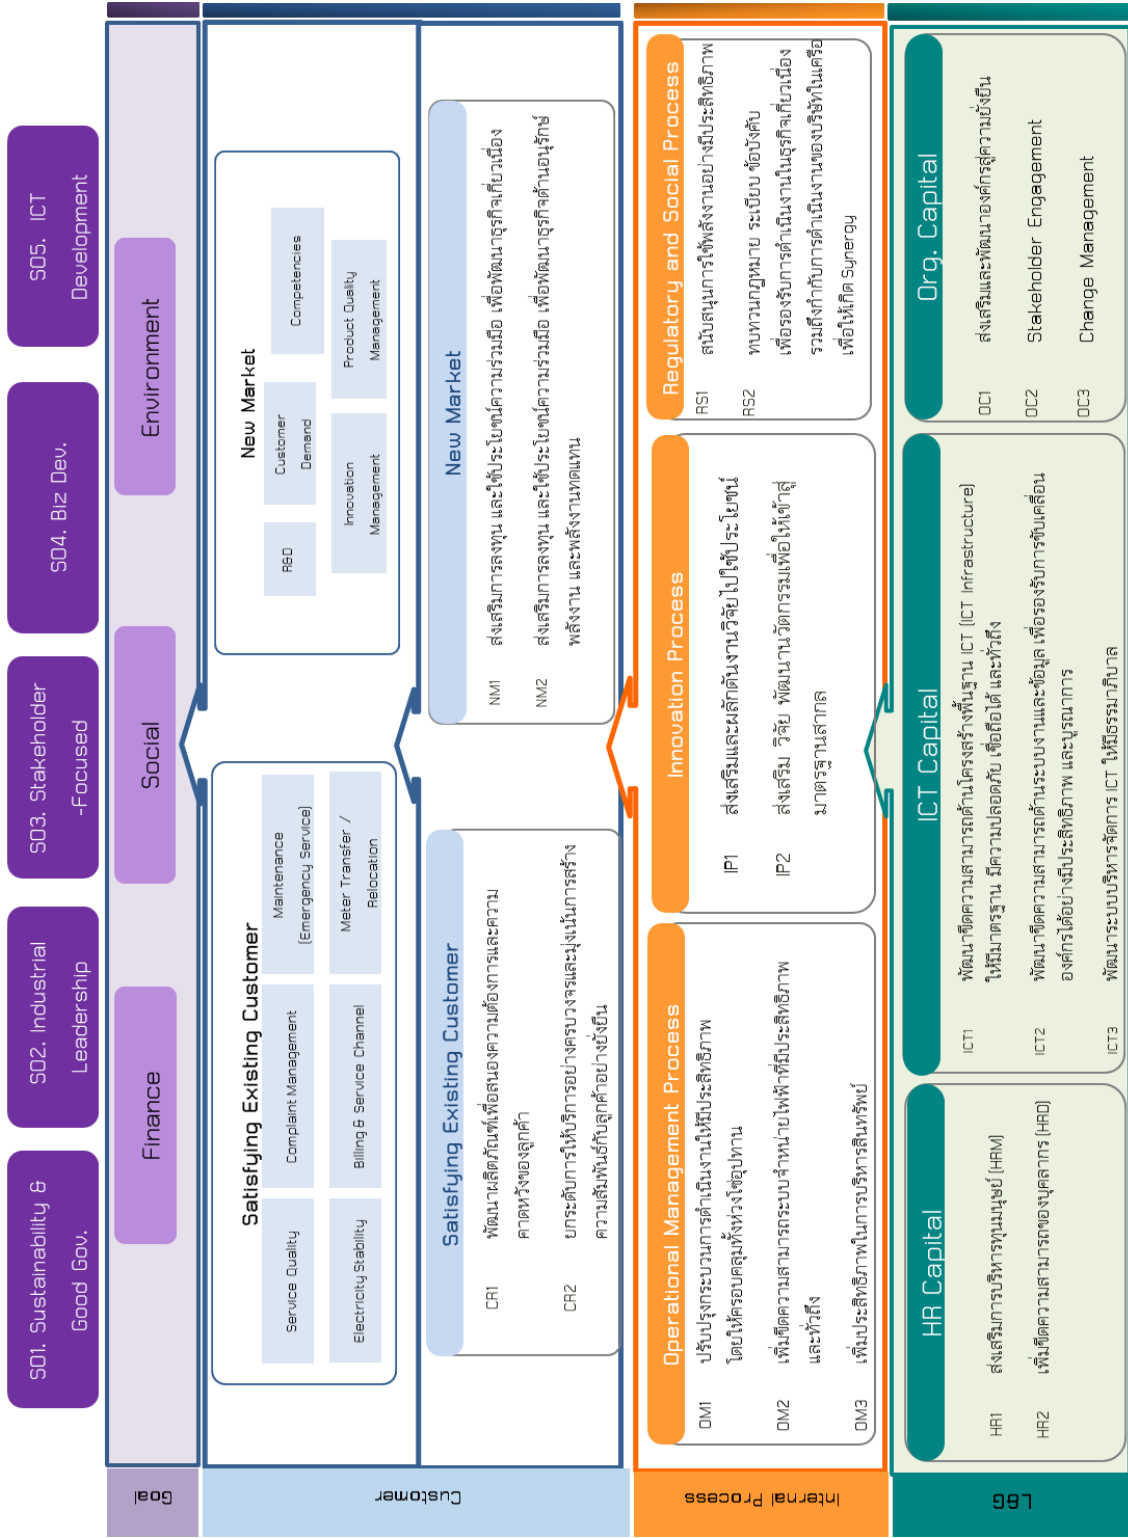 SO1. Sustainability &
Good Gov.
SO2. Industrial
Leadership
SO3. Stakeholder
-Focused
SO4. Biz Dev.
SO5. ICT
Development
Goal
Finance
Social
Environment
Customer
Satisfying Existing Customer
Service Quality
Complaint Management
Maintenance
(Emergency Service)
Electricity Stability
Billing & Service Channel
Meter Transfer /
Relocation
New Market
R&D
Customer
Demand
Competencies
Innovation
Management
Product Quality
Management
Satisfying Existing Customer
CR1 พัฒนาผลิตภัณฑ์เพื่อสนองความต้องการและความ
คาดหวังของลูกค้า
CR2 ยกระดับการให้บริการอย่างครบวงจรและมุ่งเน้นการสร้าง
ความสัมพันธ์กับลูกค้าอย่างยั่งยืน
New Market
NM1 ส่งเสริมการลงทุน และใช้ประโยชน์ความร่วมมือ เพื่อพัฒนาธุรกิจเกี่ยวเนื่อง
NM2 ส่งเสริมการลงทุน และใช้ประโยชน์ความร่วมมือ เพื่อพัฒนาธุรกิจด้านอนุรักษ์
พลังงาน และพลังงานทดแทน
Internal Process
Operational Management Process
OM1 ปรับปรุงกระบวนการดำเนินงานให้มีประสิทธิภาพ
โดยให้ครอบคลุมทั้งห่วงโซ่อุปทาน
OM2 เพิ่มขีดความสามารถระบบจำหน่ายไฟฟ้าที่มีประสิทธิภาพ
และทั่วถึง
OM3 เพิ่มประสิทธิภาพในการบริหารสินทรัพย์
Innovation Process
IP1 ส่งเสริมและผลักดันงานวิจัยไปใช้ประโยชน์
IP2 ส่งเสริม วิจัย พัฒนานวัตกรรมเพื่อให้เข้าสู่
มาตรฐานสากล
Regulatory and Social Process
RS1 สนับสนุนการใช้พลังงานอย่างมีประสิทธิภาพ
RS2 ทบทวนกฎหมาย ระเบียบ ข้อบังคับ
เพื่อรองรับการดำเนินงานในธุรกิจเกี่ยวเนื่อง
รวมถึงกำกับการดำเนินงานของบริษัทในเครือ
เพื่อให้เกิด Synergy
L&G
HR Capital
HR1 ส่งเสริมการบริหารทุนมนุษย์ (HRM)
HR2 เพิ่มขีดความสามารถของบุคลากร (HRD)
ICT Capital
ICT1 พัฒนาขีดความสามารถด้านโครงสร้างพื้นฐาน ICT (ICT Infrastructure)
ให้มีมาตรฐาน มีความปลอดภัย เชื่อถือได้ และทั่วถึง
ICT2 พัฒนาขีดความสามารถด้านระบบงานและข้อมูล เพื่อรองรับการขับเคลื่อน
องค์กรได้อย่างมีประสิทธิภาพ และบูรณาการ
ICT3 พัฒนาระบบบริหารจัดการ ICT ให้มีธรรมาภิบาล
Org. Capital
OC1 ส่งเสริมและพัฒนาองค์กรสู่ความยั่งยืน
OC2 Stakeholder Engagement
OC3 Change Management